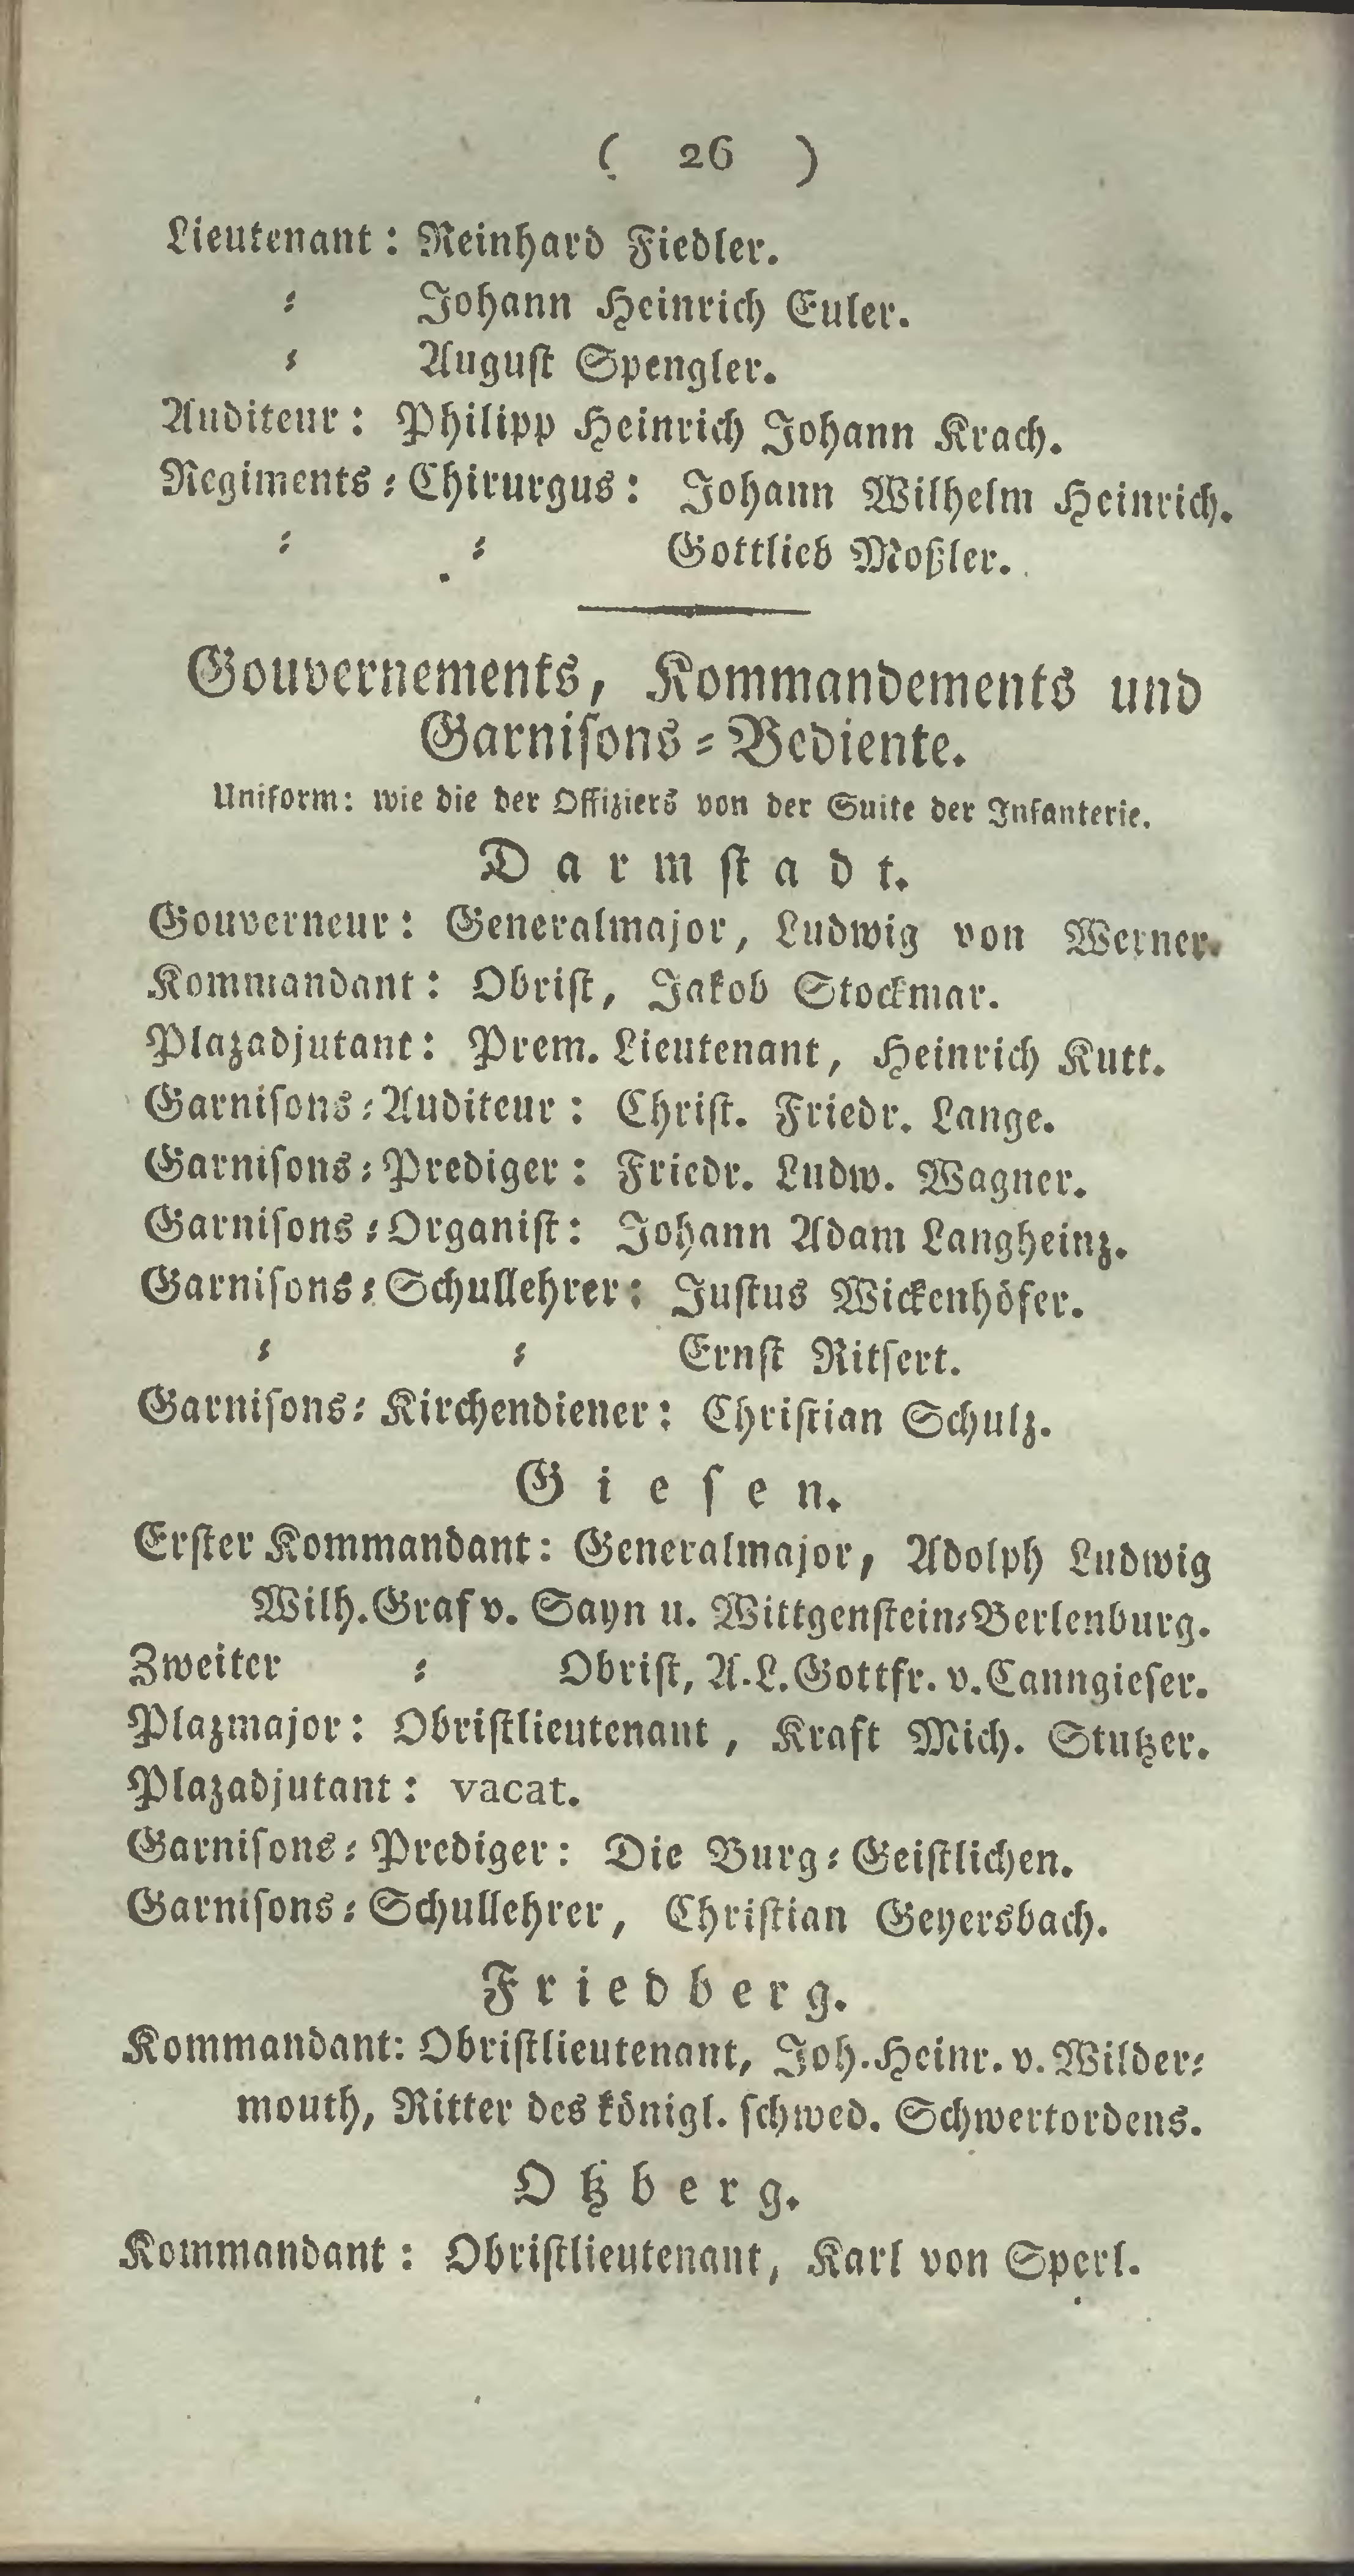 ( 26 )
Lieutenant: Reinhard Fiedler.
⸗ Johann Heinrich Euler.
⸗ Auguſt Spengler.
Auditeur: Philipp Heinrich Johann Krach.
Regiments⸗Chirurgus: Johann Wilhelm Heinrich.
⸗ ⸗ Gottlieb Moßler.
Gouvernements, Kommandements und
Garniſons⸗Bediente.
Uniform: wie die der Offiziers von der Suite der Infanterie.
Darmſtadt.
Gouverneur: Generalmajor, Ludwig von Werner.
Kommandant: Obriſt, Jakob Stockmar.
Plazadjutant: Prem. Lieutenant, Heinrich Kutt.
Garniſons⸗Auditeur: Chriſt. Friedr. Lange.
Garniſons⸗Prediger: Friedr. Ludw. Wagner.
Garniſons⸗Organiſt: Johann Adam Langheinz.
Garniſons⸗Schullehrer: Juſtus Wickenhöfer.
⸗ ⸗ Ernſt Ritſert.
Garniſons⸗Kirchendiener: Chriſtian Schulz.
Gieſen.
Erſter Kommandant: Generalmajor, Adolph Ludwig
Wilh. Graf v. Sayn u. Wittgenſtein⸗Berlenburg.
Zweiter ⸗ Obriſt, A. L. Gottfr. v. Canngieſer.
Plazmajor: Obriſtlieutenant, Kraft Mich. Stutzer.
Plazadjutant: vacat.
Garniſons⸗Prediger: Die Burg⸗Geiſtlichen.
Garniſons⸗Schullehrer, Chriſtian Geyersbach.
Friedberg.
Kommandant: Obriſtlieutenant, Joh. Heinr. v. Wilder⸗
mouth, Ritter des königl. ſchwed. Schwertordens.
Otzberg.
Kommandant: Obriſtlieutenant, Karl von Sperl.